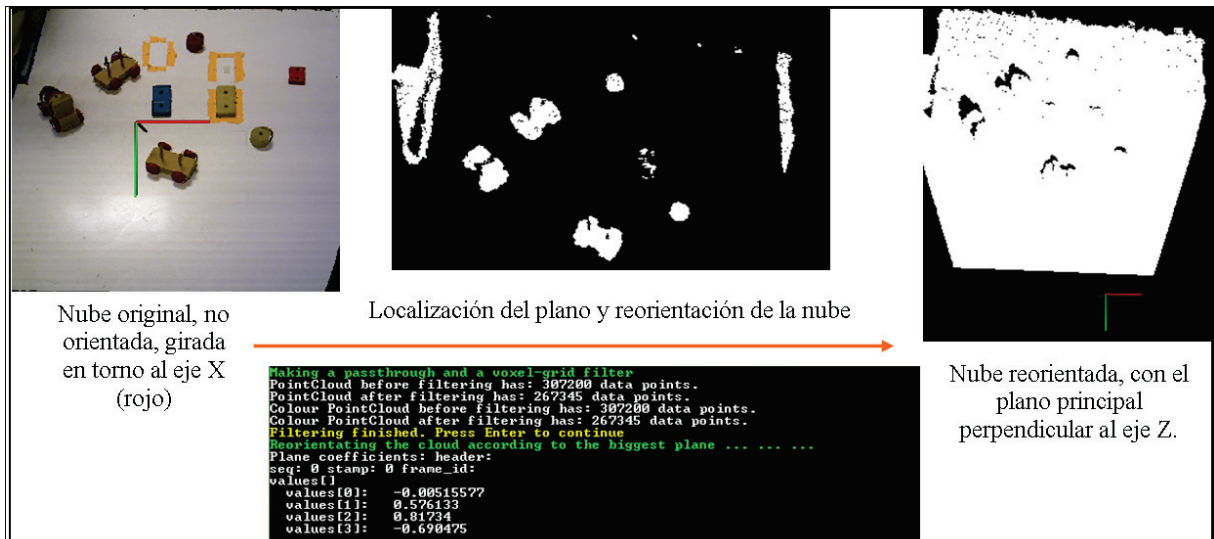 Nube original, no
orientada, girada
en torno al eje X
(rojo)
Localización del plano y reorientación de la nube
Making a passthrough and a voxel-grid filter
PointCloud before filtering has: 307200 data points.
PointCloud after filtering has: 267345 data points.
Colour PointCloud before filtering has: 307200 data points.
Colour PointCloud after filtering has: 267345 data points.
Filtering finished. Press Enter to continue
Reorientating the cloud according to the biggest plane ... ... ...
Plane coefficients: header:
seq: 0 stamp: 0 frame_id:
values[]
values[0]: -0.00515577
values[1]: 0.576133
values[2]: 0.81734
values[3]: -0.690475
Nube reorientada, con el
plano principal
perpendicular al eje Z.